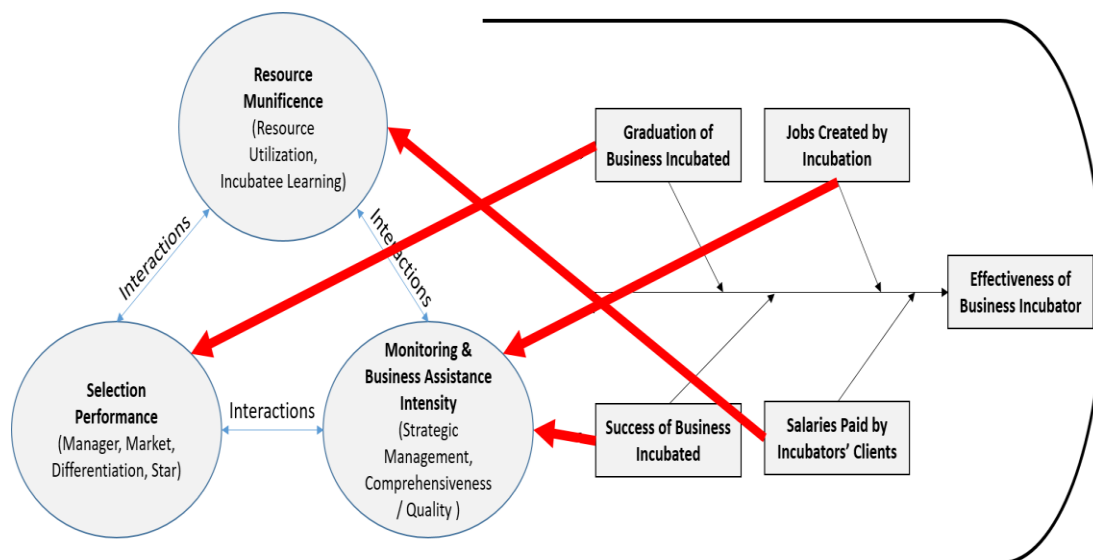 Resource
Munificence
(Resource
Utilization,
Incubatee Learning)
Graduation of
Business Incubated
Jobs Created by
Incubation
Interactions
Interactions
Effectiveness of
Business Incubator
Selection
Performance
(Manager, Market,
Differentiation, Star)
Interactions
Monitoring &
Business Assistance
Intensity
(Strategic
Management,
Comprehensiveness
/ Quality )
Success of Business
Incubated
Salaries Paid by
Incubators' Clients